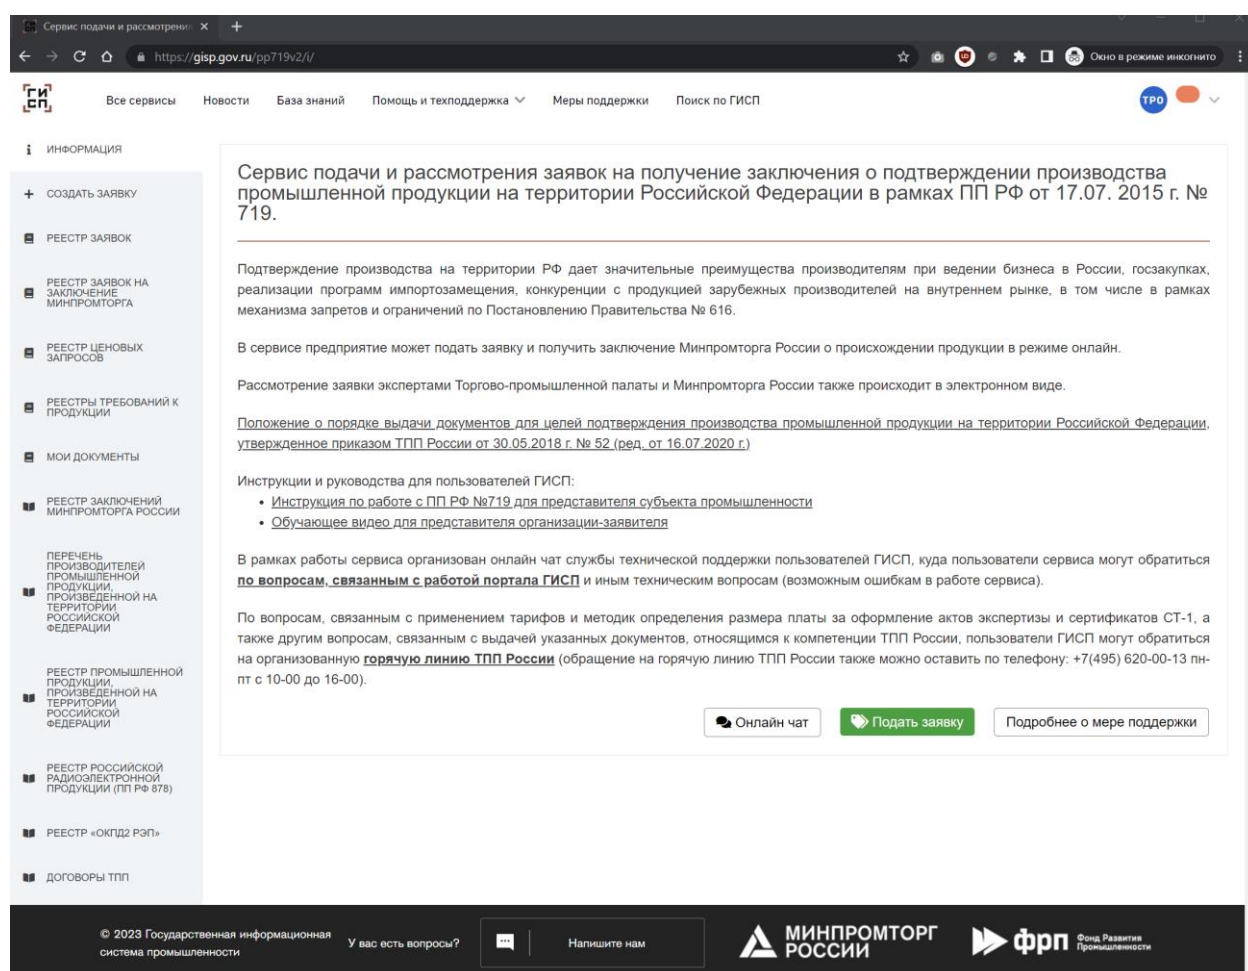 Сервис подачи и рассмотрени
https://gisp.gov.ru/pp719v2/i/
Окно в режиме инкогнито
ГИ
СП
Все сервисы
Новости
База знаний
Помощь и техподдержка
Меры поддержки
Поиск по ГИСП
ТРО
ИНФОРМАЦИЯ
СОЗДАТЬ ЗАЯВКУ
РЕЕСТР ЗАЯВОК
РЕЕСТР ЗАЯВОК НА
ЗАКЛЮЧЕНИЕ
МИНПРОМТОРГА
РЕЕСТР ЦЕНОВЫХ
ЗАПРОСОВ
РЕЕСТРЫ ТРЕБОВАНИЙ К
ПРОДУКЦИИ
МОИ ДОКУМЕНТЫ
РЕЕСТР ЗАКЛЮЧЕНИЙ
МИНПРОМТОРГА РОССИИ
ПЕРЕЧЕНЬ
ПРОИЗВОДИТЕЛЕЙ
ПРОМЫШЛЕННОЙ
ПРОДУКЦИИ,
ПРОИЗВЕДЕННОЙ НА
ТЕРРИТОРИИ
РОССИЙСКОЙ
ФЕДЕРАЦИИ
РЕЕСТР ПРОМЫШЛЕННОЙ
ПРОДУКЦИИ,
ПРОИЗВЕДЕННОЙ НА
ТЕРРИТОРИИ
РОССИЙСКОЙ
ФЕДЕРАЦИИ
РЕЕСТР РОССИЙСКОЙ
РАДИОЭЛЕКТРОННОЙ
ПРОДУКЦИИ (ПП РФ 878)
РЕЕСТР «ОКПД2 РЭП»
ДОГОВОРЫ ТПП
Сервис подачи и рассмотрения заявок на получение заключения о подтверждении производства
промышленной продукции на территории Российской Федерации в рамках ПП РФ от 17.07. 2015 г. №
719.
Подтверждение производства на территории РФ дает значительные преимущества производителям при ведении бизнеса в России, госзакупках,
реализации программ импортозамещения, конкуренции с продукцией зарубежных производителей на внутреннем рынке, в том числе в рамках
механизма запретов и ограничений по Постановлению Правительства № 616.
В сервисе предприятие может подать заявку и получить заключение Минпромторга России о происхождении продукции в режиме онлайн.
Рассмотрение заявки экспертами Торгово-промышленной палаты и Минпромторга России также происходит в электронном виде.
Положение о порядке выдачи документов для целей подтверждения производства промышленной продукции на территории Российской Федерации,
утвержденное приказом ТПП России от 30.05.2018 г. № 52 (ред. от 16.07.2020 г.)
Инструкции и руководства для пользователей ГИСП:
• Инструкция по работе с ПП РФ №719 для представителя субъекта промышленности
• Обучающее видео для представителя организации-заявителя
В рамках работы сервиса организован онлайн чат службы технической поддержки пользователей ГИСП, куда пользователи сервиса могут обратиться
по вопросам, связанным с работой портала ГИСП и иным техническим вопросам (возможным ошибкам в работе сервиса).
По вопросам, связанным с применением тарифов и методик определения размера платы за оформление актов экспертизы и сертификатов СТ-1, а
также другим вопросам, связанным с выдачей указанных документов, относящимся к компетенции ТПП России, пользователи ГИСП могут обратиться
на организованную горячую линию ТПП России (обращение на горячую линию ТПП России также можно оставить по телефону: +7(495) 620-00-13 пн-
пт с 10-00 до 16-00).
Онлайн чат
Подать заявку
Подробнее о мере поддержки
© 2023 Государственная информационная
система промышленности
У вас есть вопросы?
Напишите нам
МИНПРОМТОРГ
РОССИИ
фрп
Фонд Развития
Промышленности